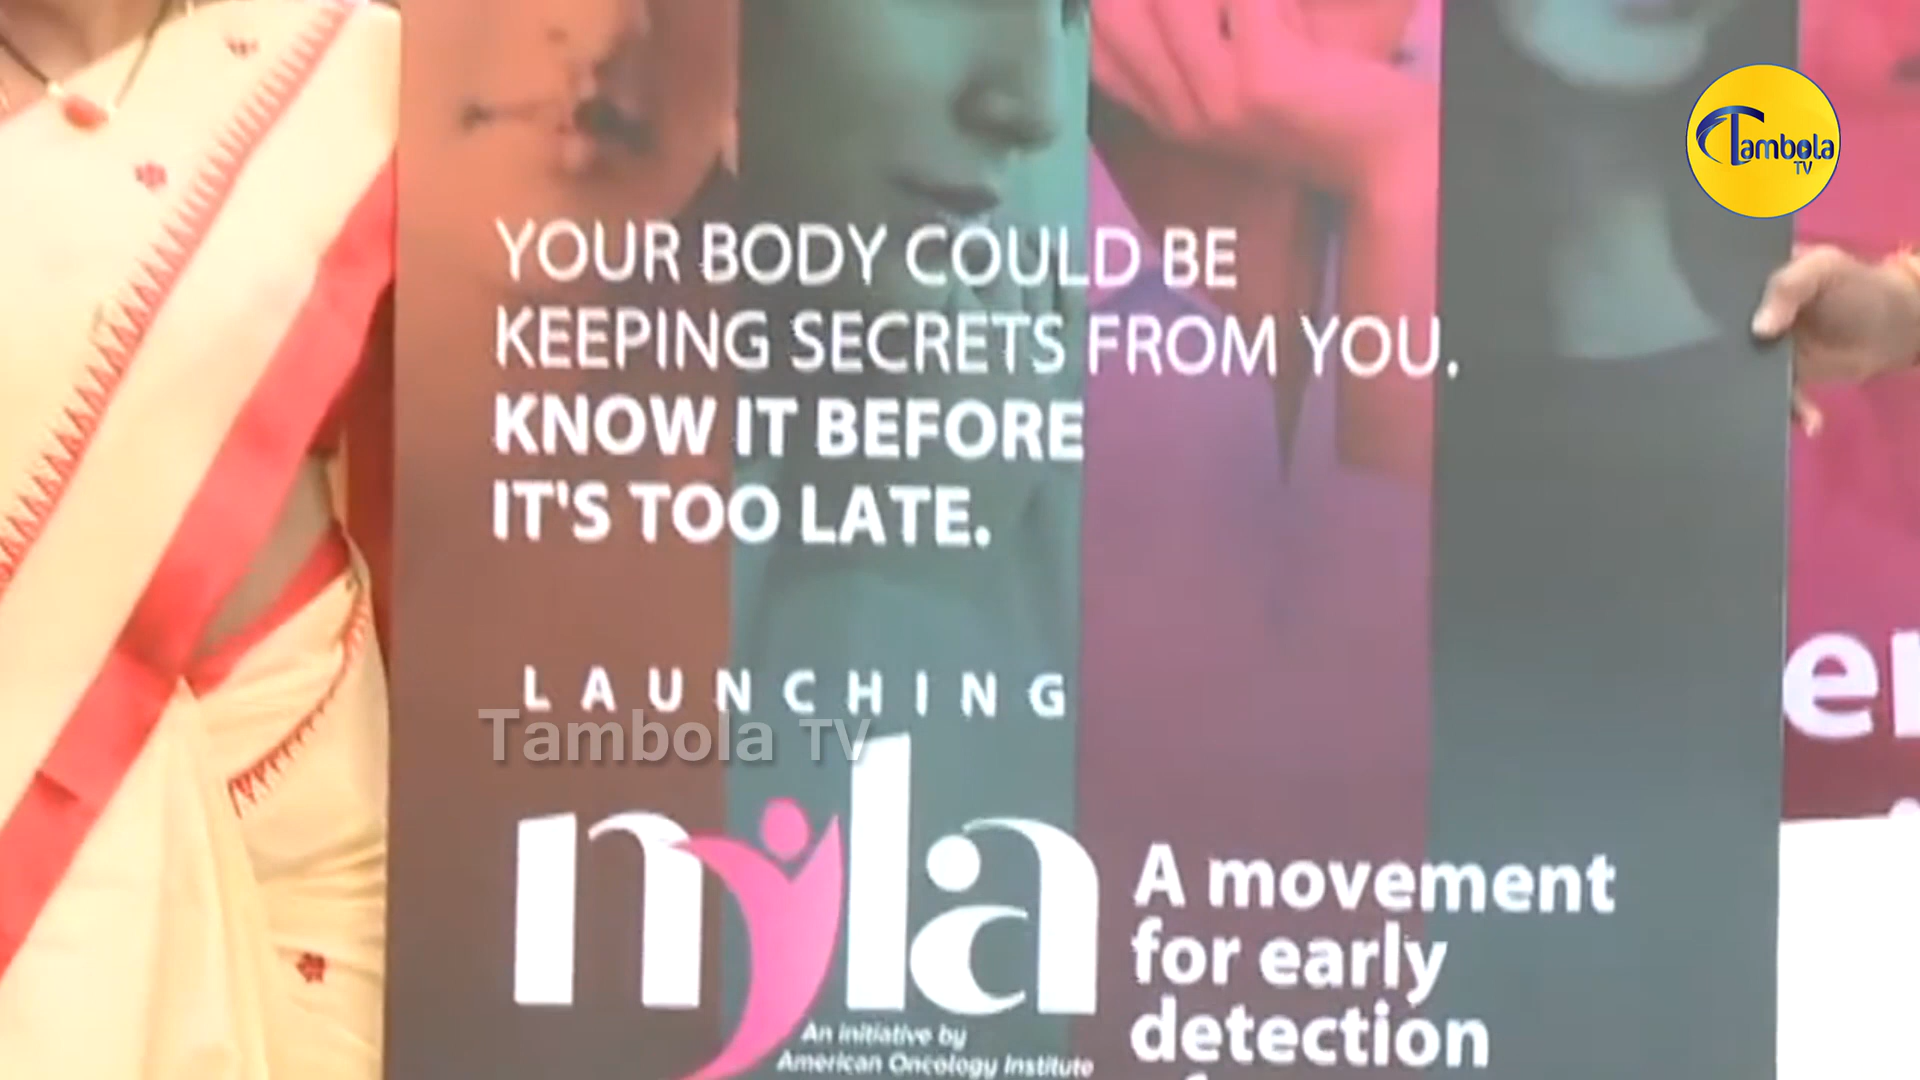 Tambola
TV
YOUR BODY COULD BE
KEEPING SECRETS FROM YOU.
KNOW IT BEFORE
IT'S TOO LATE.
LAUNCHING
Tambola TV
nyla
An initiative by
American Oncology Institute
A movement
for early
detection
er